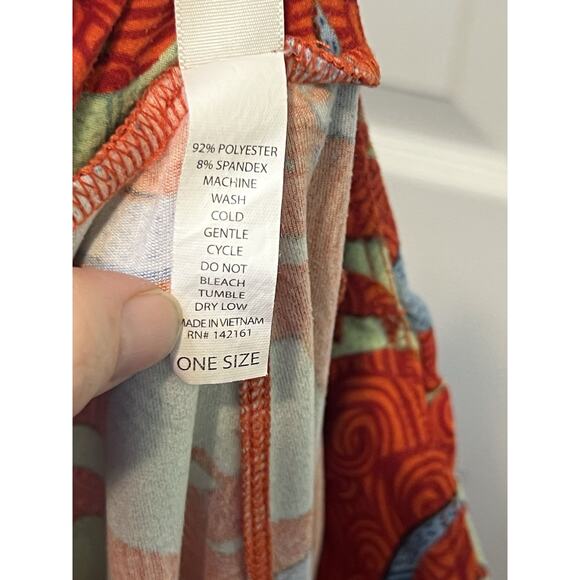 92% POLYESTER
8% SPANDEX
MACHINE
WASH
COLD
GENTLE
CYCLE
DO NOT
BLEACH
TUMBLE
DRY LOW
MADE IN VIETNAM
RN# 142161
ONE SIZE